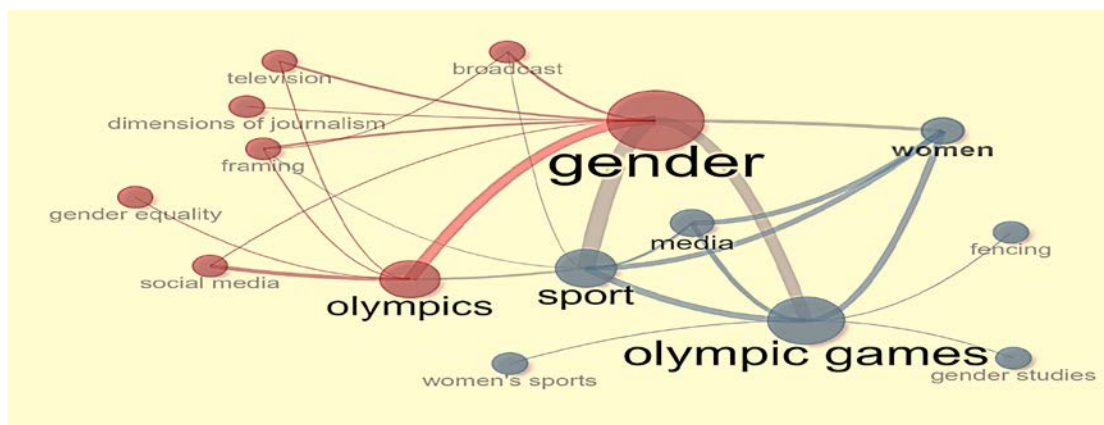 broadcast
television
dimensions of journalism
gender
women
framing
gender equality
media
fencing
social media
olympics
sport
olympic games
women's sports
gender studies